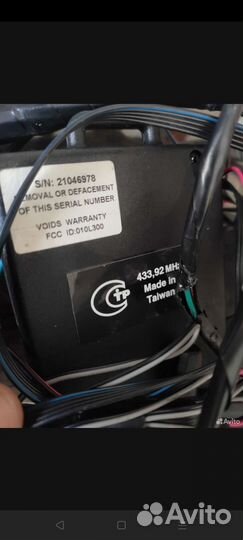 S/N: 21046978
REMOVAL OR DEFACEMENT
OF THIS SERIAL NUMBER
VOIDS WARRANTY
FCC ID:010L300
433,92 MHz
Made in
Taiwan
Avito
Avito